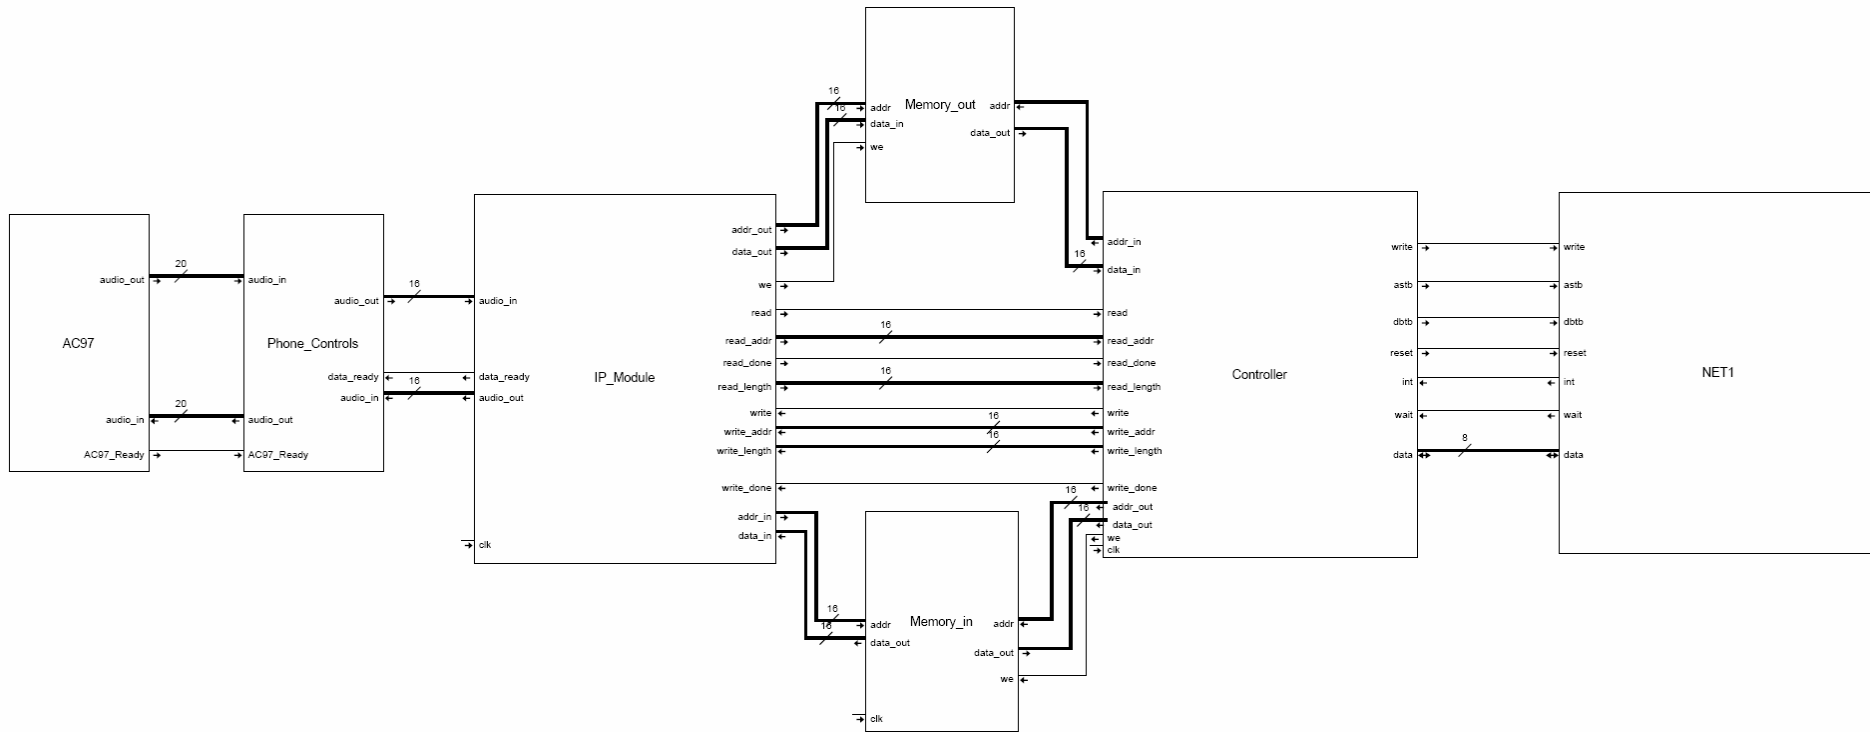 AC97
audio_out
audio_in
AC97_Ready
20
20
Phone_Controls
audio_in
audio_out
AC97_Ready
audio_out
data_ready
audio_in
16
16
IP_Module
audio_in
data_ready
audio_out
clk
addr_out
data_out
we
read
read_addr
read_done
read_length
write
write_addr
write_length
write_done
addr_in
data_in
16
16
Memory_out
addr
data_in
we
addr
data_out
16
16
16
16
16
16
16
Memory_in
addr
data_out
clk
addr
data_out
we
16
16
16
Controller
addr_in
data_in
read
read_addr
read_done
read_length
write
write_addr
write_length
write_done
addr_out
data_out
we
clk
write
astb
dbtb
reset
int
wait
data
8
NET1
write
astb
dbtb
reset
int
wait
data